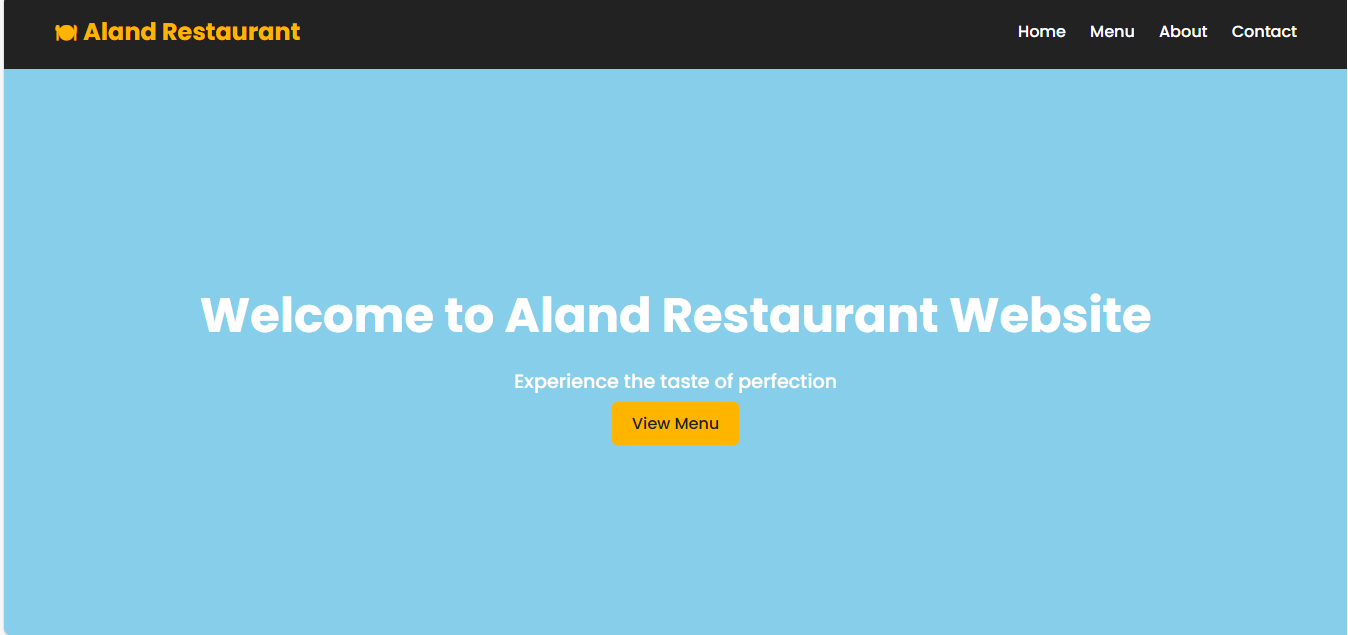 Aland Restaurant
Home Menu About Contact
Welcome to Aland Restaurant Website
Experience the taste of perfection
View Menu